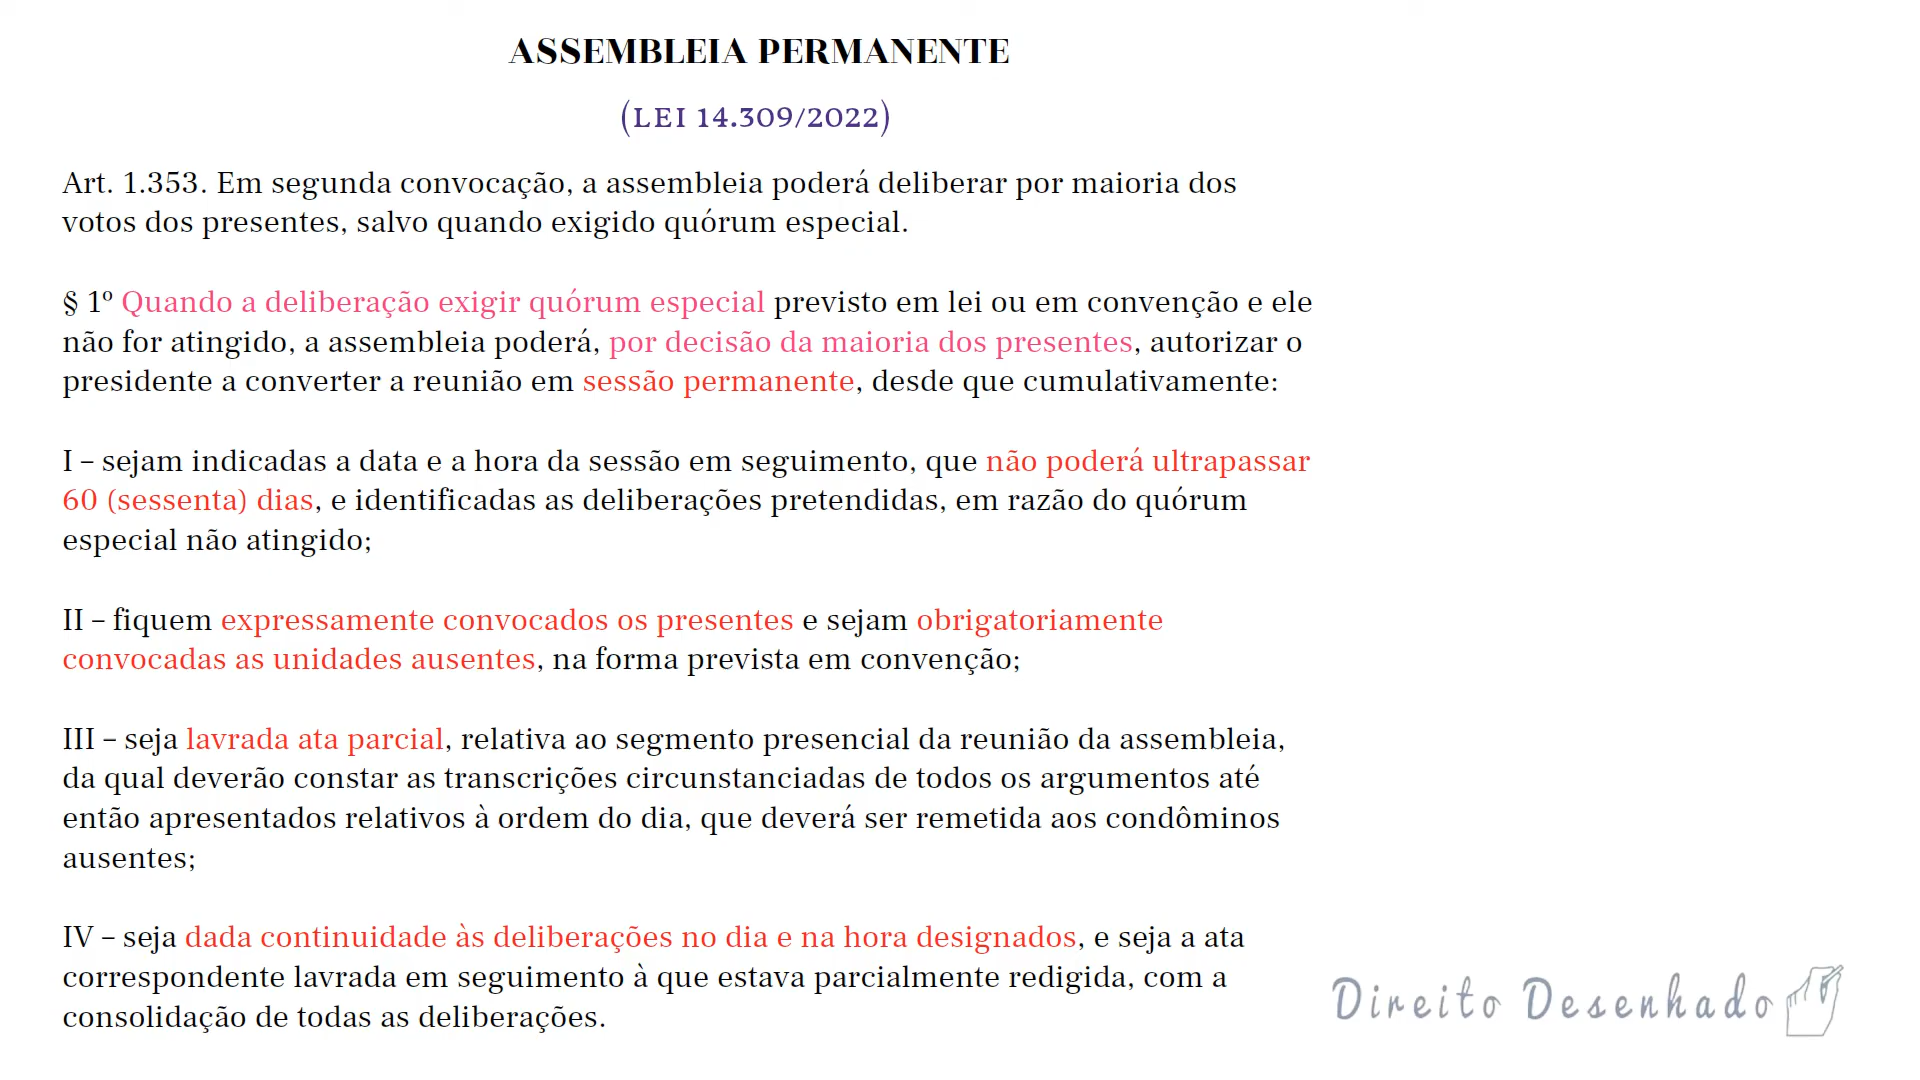 ASSEMBLEIA PERMANENTE
(LEI 14.309/2022)
Art. 1.353. Em segunda convocação, a assembleia poderá deliberar por maioria dos
votos dos presentes, salvo quando exigido quórum especial.
§ 1º Quando a deliberação exigir quórum especial previsto em lei ou em convenção e ele
não for atingido, a assembleia poderá, por decisão da maioria dos presentes, autorizar o
presidente a converter a reunião em sessão permanente, desde que cumulativamente:
I – sejam indicadas a data e a hora da sessão em seguimento, que não poderá ultrapassar
60 (sessenta) dias, e identificadas as deliberações pretendidas, em razão do quórum
especial não atingido;
II – fiquem expressamente convocados os presentes e sejam obrigatoriamente
convocadas as unidades ausentes, na forma prevista em convenção;
III – seja lavrada ata parcial, relativa ao segmento presencial da reunião da assembleia,
da qual deverão constar as transcrições circunstanciadas de todos os argumentos até
então apresentados relativos à ordem do dia, que deverá ser remetida aos condôminos
ausentes;
IV – seja dada continuidade às deliberações no dia e na hora designados, e seja a ata
correspondente lavrada em seguimento à que estava parcialmente redigida, com a
consolidação de todas as deliberações.
Direito Desenhado